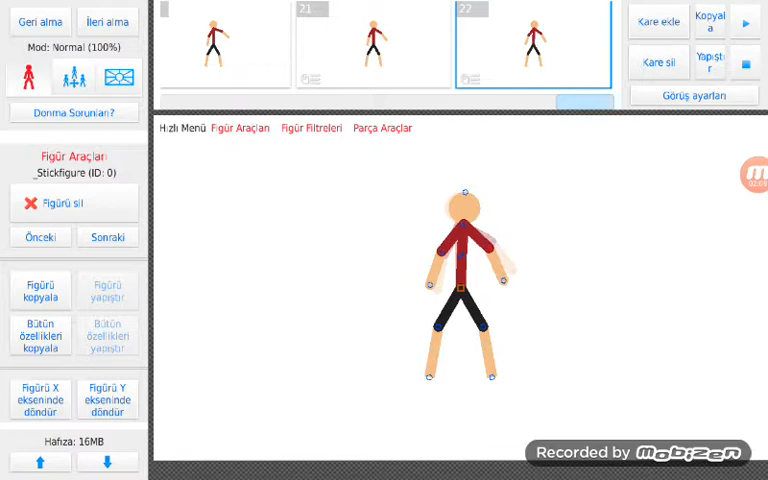 Geri alma
İleri alma
Mod: Normal (100%)
Donma Sorunları?
Figür Araçları
_Stickfigure (ID: 0)
Figürü sil
Önceki
Sonraki
Figürü
kopyala
Figürü
yapıştır
Bütün
özellikleri
kopyala
Bütün
özellikleri
yapıştır
Figürü X
ekseninde
döndür
Figürü Y
ekseninde
döndür
Hafıza: 16MB
21
22
Kare ekle
Kopyal
a
Kare sil
Yapıştı
r
Görüş ayarları
Hızlı Menü
Figür Araçları
Figür Filtreleri
Parça Araçlar
Recorded by mobizen